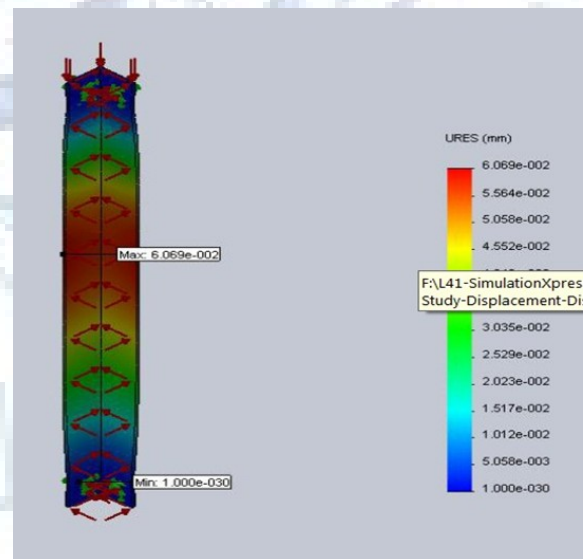 URES (mm)
6.069e-002
5.564e-002
5.058e-002
4.552e-002
F:\L41-SimulationXpres
Study-Displacement-Dis
3.035e-002
2.529e-002
2.023e-002
1.517e-002
1.012e-002
5.058e-003
1.000e-030
Max: 6.069e-002
Min: 1.000e-030